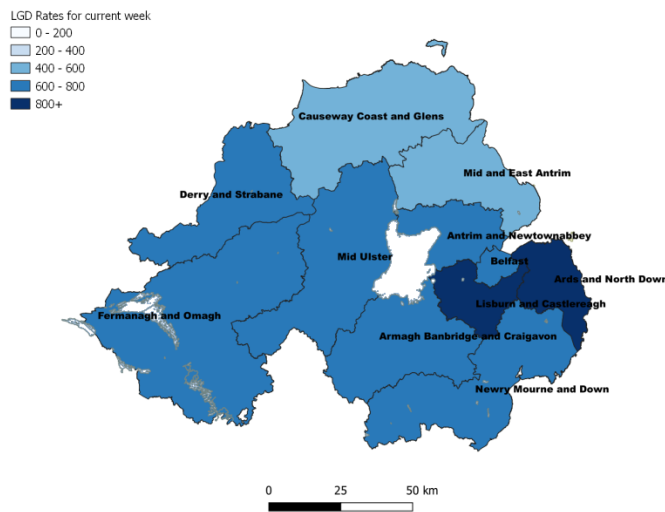 LGD Rates for current week
0 - 200
200 - 400
400 - 600
600 - 800
800+
Causeway Coast and Glens
Mid and East Antrim
Derry and Strabane
Antrim and Newtownabbey
Mid Ulster
Belfast
Ards and North Down
Lisburn and Castlereagh
Fermanagh and Omagh
Armagh Banbridge and Craigavon
Newry Mourne and Down
0 25 50 km